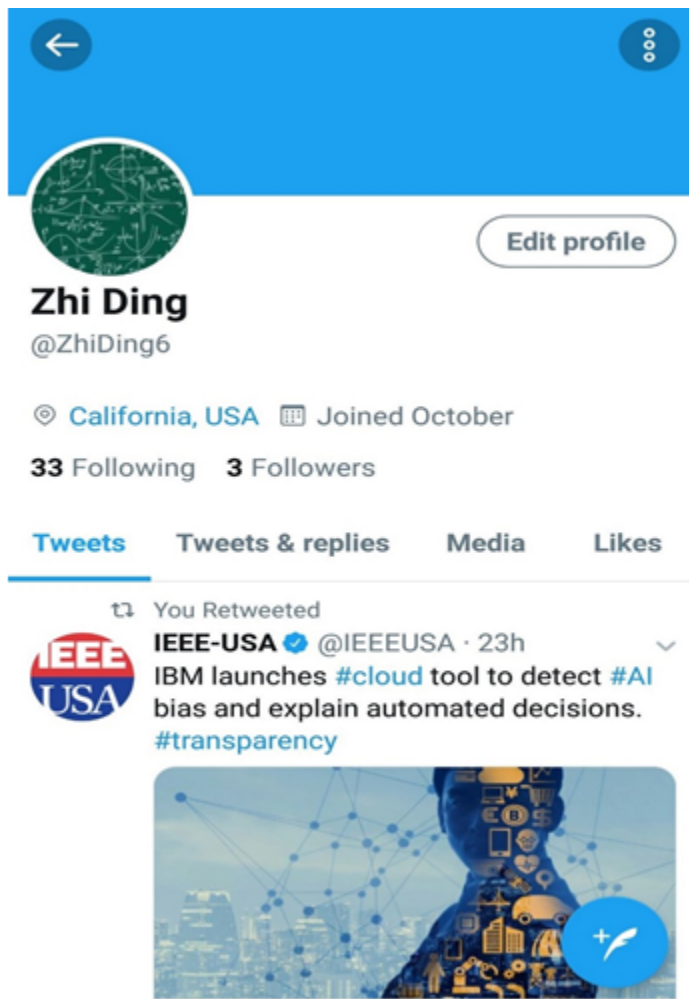 Edit profile
Zhi Ding
@ZhiDing6
California, USA Joined October
33 Following 3 Followers
Tweets Tweets & replies Media Likes
You Retweeted
IEEE-USA @IEEEUSA · 23h
IEEE
USA
IBM launches #cloud tool to detect #AI
bias and explain automated decisions.
#transparency